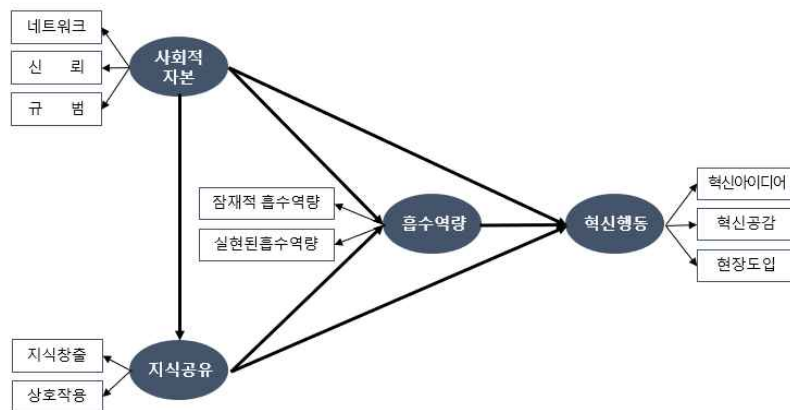 네트워크
신 뢰
규 범
사회적
자본
잠재적 흡수역량
실현된흡수역량
흡수역량
혁신행동
혁신아이디어
혁신공감
현장도입
지식창출
상호작용
지식공유